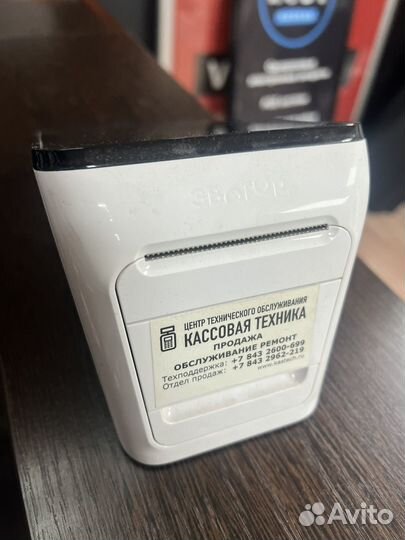 эвотор
ЦЕНТР ТЕХНИЧЕСКОГО ОБСЛУЖИВАНИЯ
КАССОВАЯ ТЕХНИКА
ПРОДАЖА
ОБСЛУЖИВАНИЕ РЕМОНТ
Техподдержка: +7 843 2600-699
Отдел продаж: +7 843 2962-219
Avito